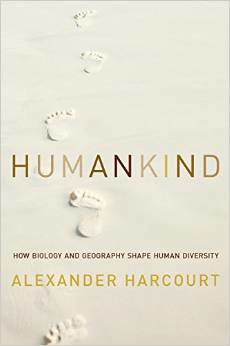 HUMANKIND
HOW BIOLOGY AND GEOGRAPHY SHAPE HUMAN DIVERSITY
ALEXANDER HARCOURT